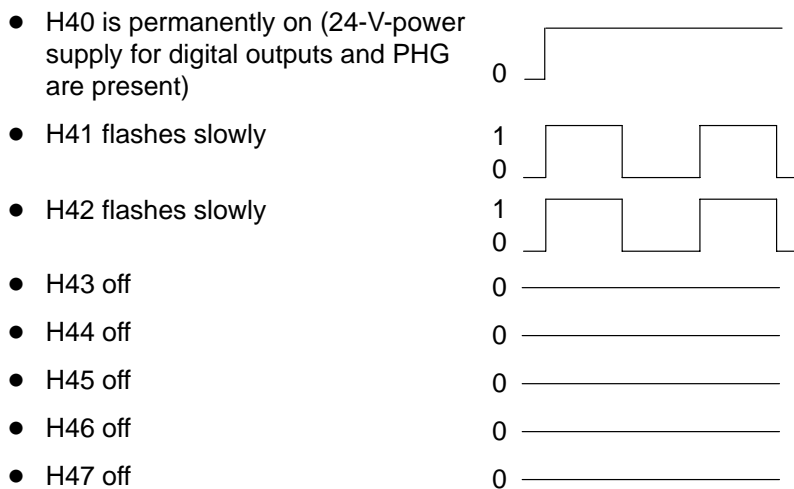 ● H40 is permanently on (24-V-power
supply for digital outputs and PHG
are present)
0
● H41 flashes slowly
1
0
● H42 flashes slowly
1
0
● H43 off
0
● H44 off
0
● H45 off
0
● H46 off
0
● H47 off
0